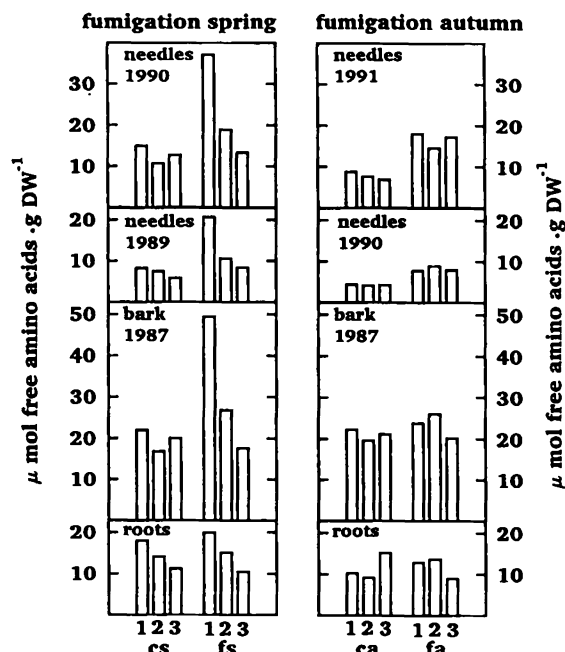 fumigation spring
fumigation autumn
μ mol free amino acids ·g DW⁻¹
needles
1990
30
20
10
needles
1989
20
10
bark
1987
50
40
30
20
10
roots
20
10
1 2 3 1 2 3
cs fs
needles
1991
30
20
10
needles
1990
20
10
bark
1987
50
40
30
20
10
roots
20
10
1 2 3 1 2 3
ca fa
μ mol free amino acids ·g DW⁻¹